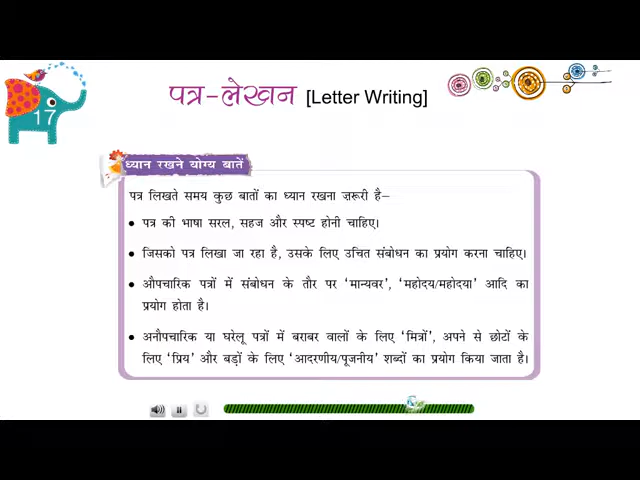 17
पत्र-लेखन [Letter Writing]
ध्यान रखने योग्य बातें
पत्र लिखते समय कुछ बातों का ध्यान रखना ज़रूरी है–
• पत्र की भाषा सरल, सहज और स्पष्ट होनी चाहिए।
• जिसको पत्र लिखा जा रहा है, उसके लिए उचित संबोधन का प्रयोग करना चाहिए।
• औपचारिक पत्रों में संबोधन के तौर पर ‘मान्यवर’, ‘महोदय/महोदया’ आदि का
प्रयोग होता है।
• अनौपचारिक या घरेलू पत्रों में बराबर वालों के लिए ‘मित्रों’, अपने से छोटों के
लिए ‘प्रिय’ और बड़ों के लिए ‘आदरणीय/पूजनीय’ शब्दों का प्रयोग किया जाता है।